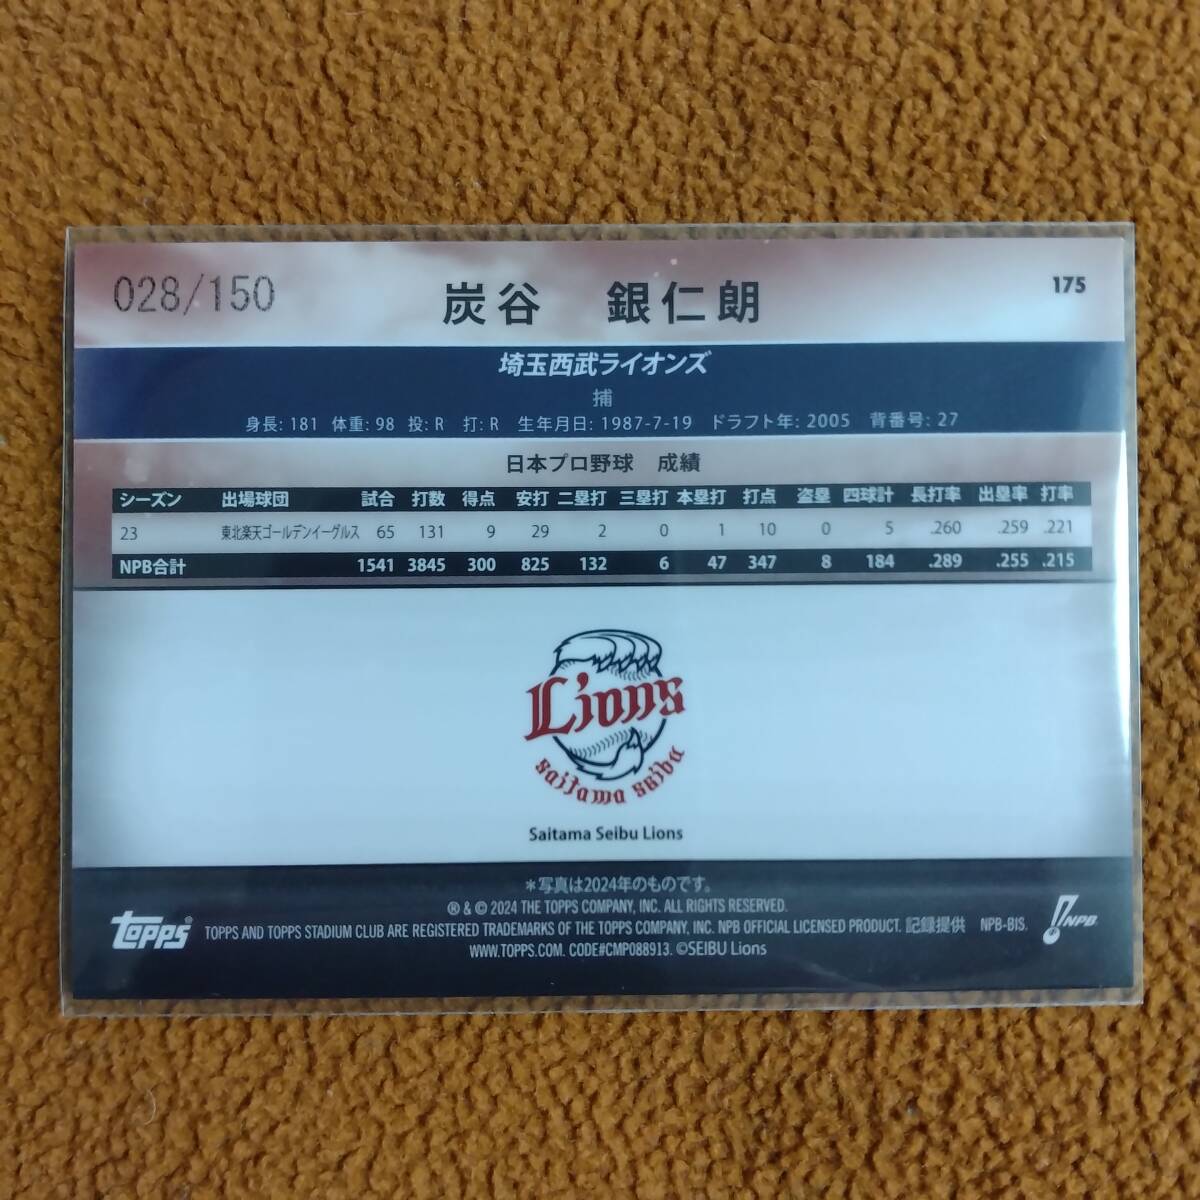 028/150 炭谷　銀仁朗 175
埼玉西武ライオンズ
捕
身長: 181 体重: 98 投: R 打: R 生年月日: 1987-7-19 ドラフト年: 2005 背番号: 27
日本プロ野球　成績
シーズン 出場球団 試合 打数 得点 安打 二塁打 三塁打 本塁打 打点 盗塁 四球計 長打率 出塁率 打率
23 東北楽天ゴールデンイーグルス 65 131 9 29 2 0 1 10 0 5 .260 .259 .221
NPB合計 1541 3845 300 825 132 6 47 347 8 184 .289 .255 .215
Lions
saitama seibu
Saitama Seibu Lions
＊写真は2024年のものです。
® & © 2024 THE TOPPS COMPANY, INC. ALL RIGHTS RESERVED.
topps® TOPPS AND TOPPS STADIUM CLUB ARE REGISTERED TRADEMARKS OF THE TOPPS COMPANY, INC. NPB OFFICIAL LICENSED PRODUCT. 記録提供 NPB-BIS. NPB
WWW.TOPPS.COM. CODE#CMP088913. ©SEIBU Lions